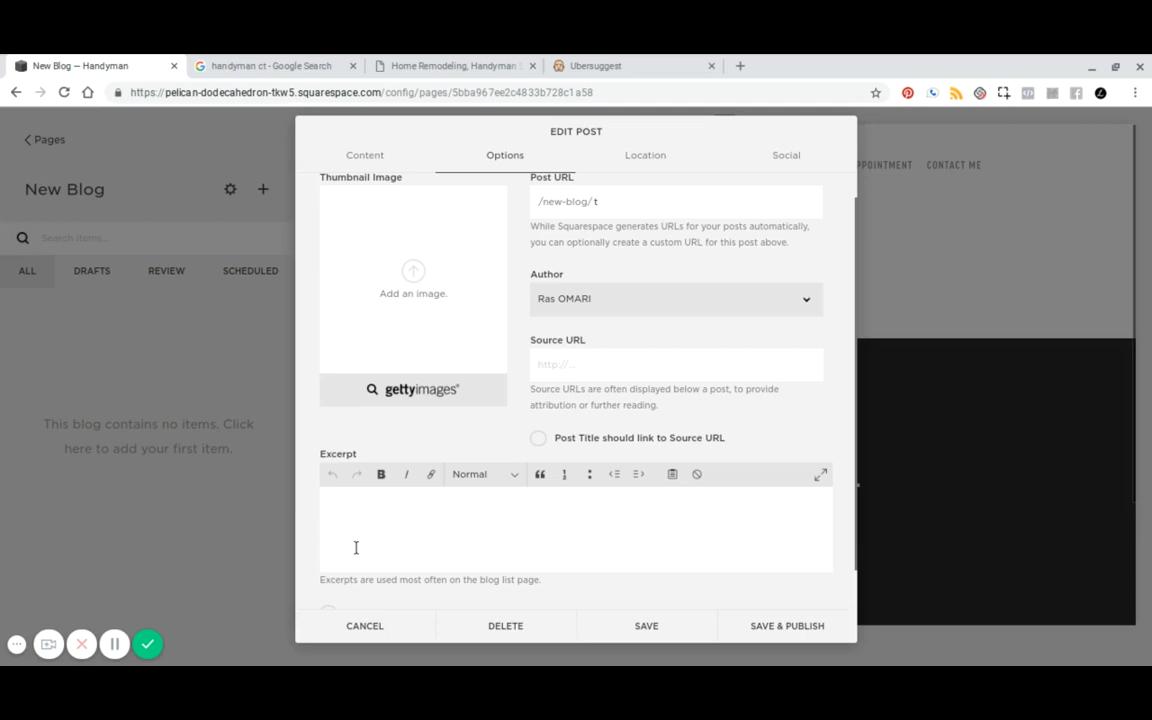 New Blog — Handyman
handyman ct - Google Search
Home Remodeling, Handyman
Ubersuggest
https://pelican-dodecahedron-tkw5.squarespace.com/config/pages/5bba967ee2c4833b728c1a58
Pages
New Blog
Search items...
ALL
DRAFTS
REVIEW
SCHEDULED
This blog contains no items. Click
here to add your first item.
EDIT POST
Content
Options
Location
Social
Thumbnail Image
Add an image.
gettyimages®
Post URL
/new-blog/ t
While Squarespace generates URLs for your posts automatically,
you can optionally create a custom URL for this post above.
Author
Ras OMARI
Source URL
http://...
Source URLs are often displayed below a post, to provide
attribution or further reading.
Post Title should link to Source URL
Excerpt
B I Normal
Excerpts are used most often on the blog list page.
CANCEL
DELETE
SAVE
SAVE & PUBLISH
PPOINTMENT
CONTACT ME